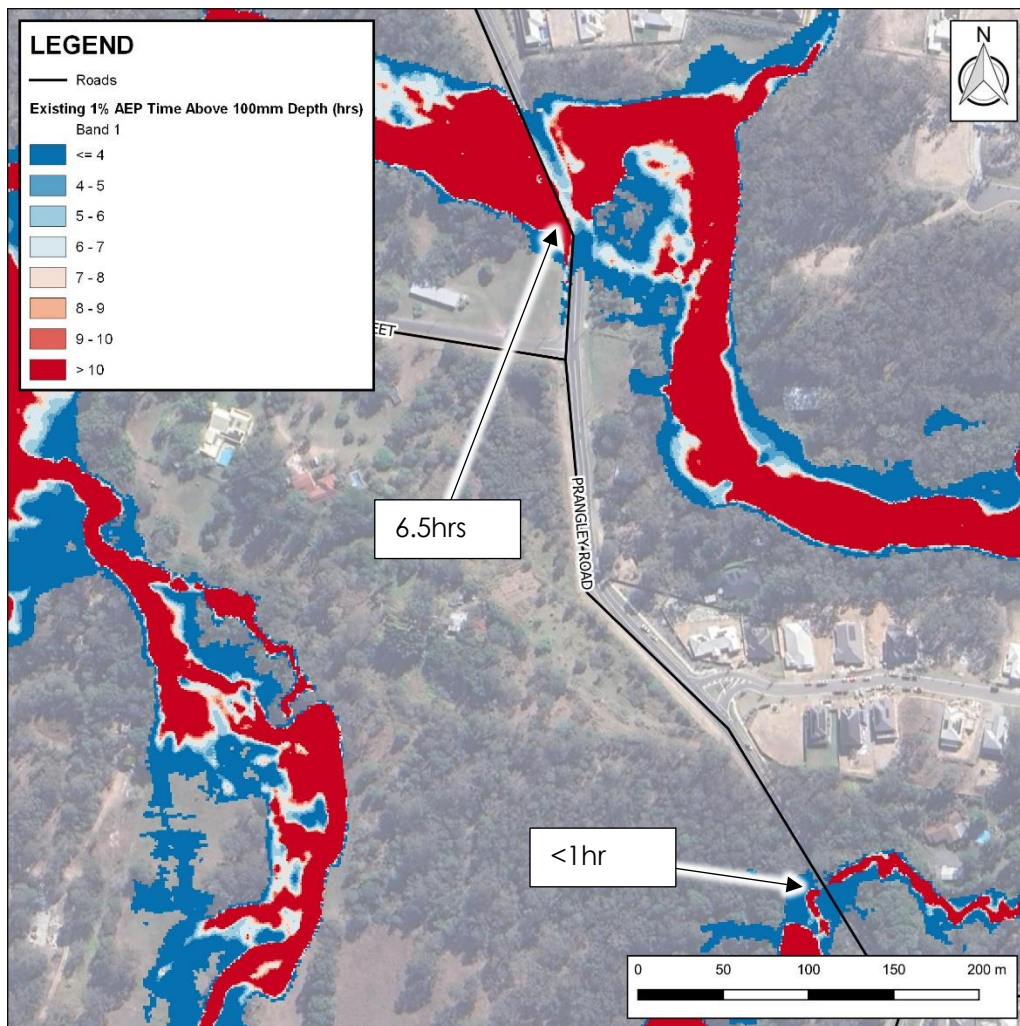 LEGEND
Roads
Existing 1% AEP Time Above 100mm Depth (hrs)
Band 1
<= 4
4 - 5
5 - 6
6 - 7
7 - 8
8 - 9
9 - 10
> 10
N
EET
6.5hrs
PRANGLEY ROAD
<1hr
0 50 100 150 200 m